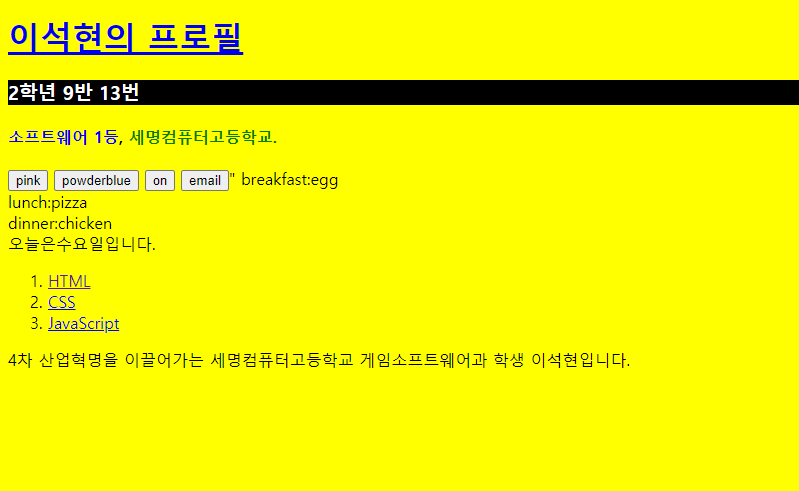 이석현의 프로필
2학년 9반 13번
소프트웨어 1등, 세명컴퓨터고등학교.
pink powderblue on email" breakfast:egg
lunch:pizza
dinner:chicken
오늘은수요일입니다.
1. HTML
2. CSS
3. JavaScript
4차 산업혁명을 이끌어가는 세명컴퓨터고등학교 게임소프트웨어과 학생 이석현입니다.